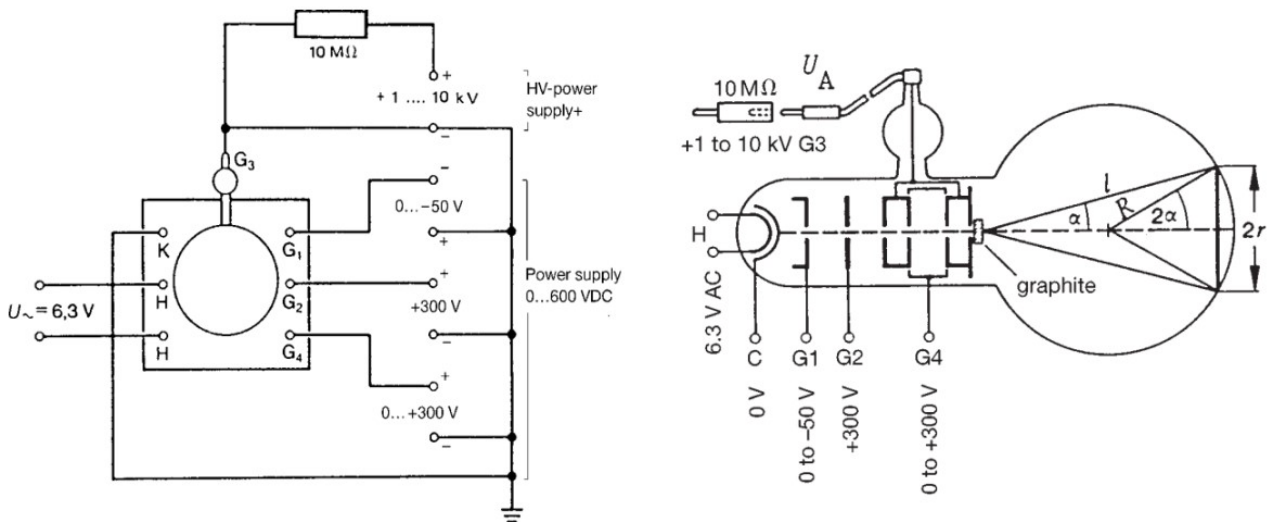 10 MΩ
+
+ 1 .... 10 kV
−
HV-power
supply+
G3
−
0...−50 V
+
K
G1
+
Power supply
0...600 VDC
H
G2
+300 V
U~= 6,3 V
−
H
G4
+
0...+300 V
−
10 MΩ
UA
+1 to 10 kV G3
l
R
H
α
2α
2r
graphite
6.3 V AC
C
G1
G2
G4
0 V
0 to −50 V
+300 V
0 to +300 V